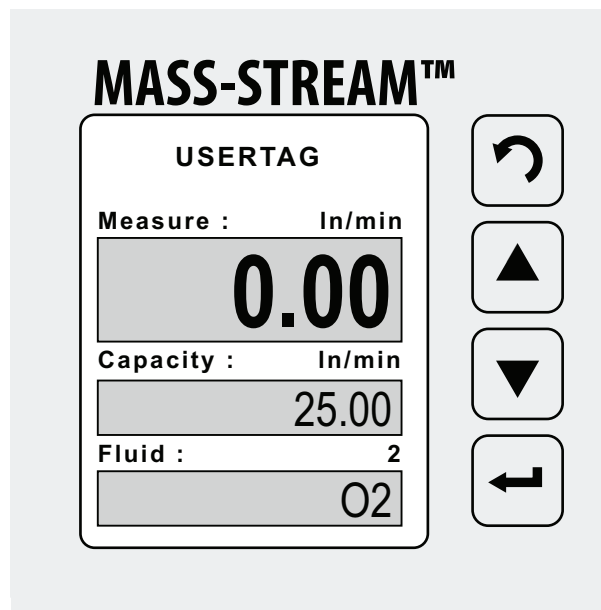 MASS-STREAM™
USERTAG
Measure : ln/min
0.00
Capacity : ln/min
25.00
Fluid : 2
O2